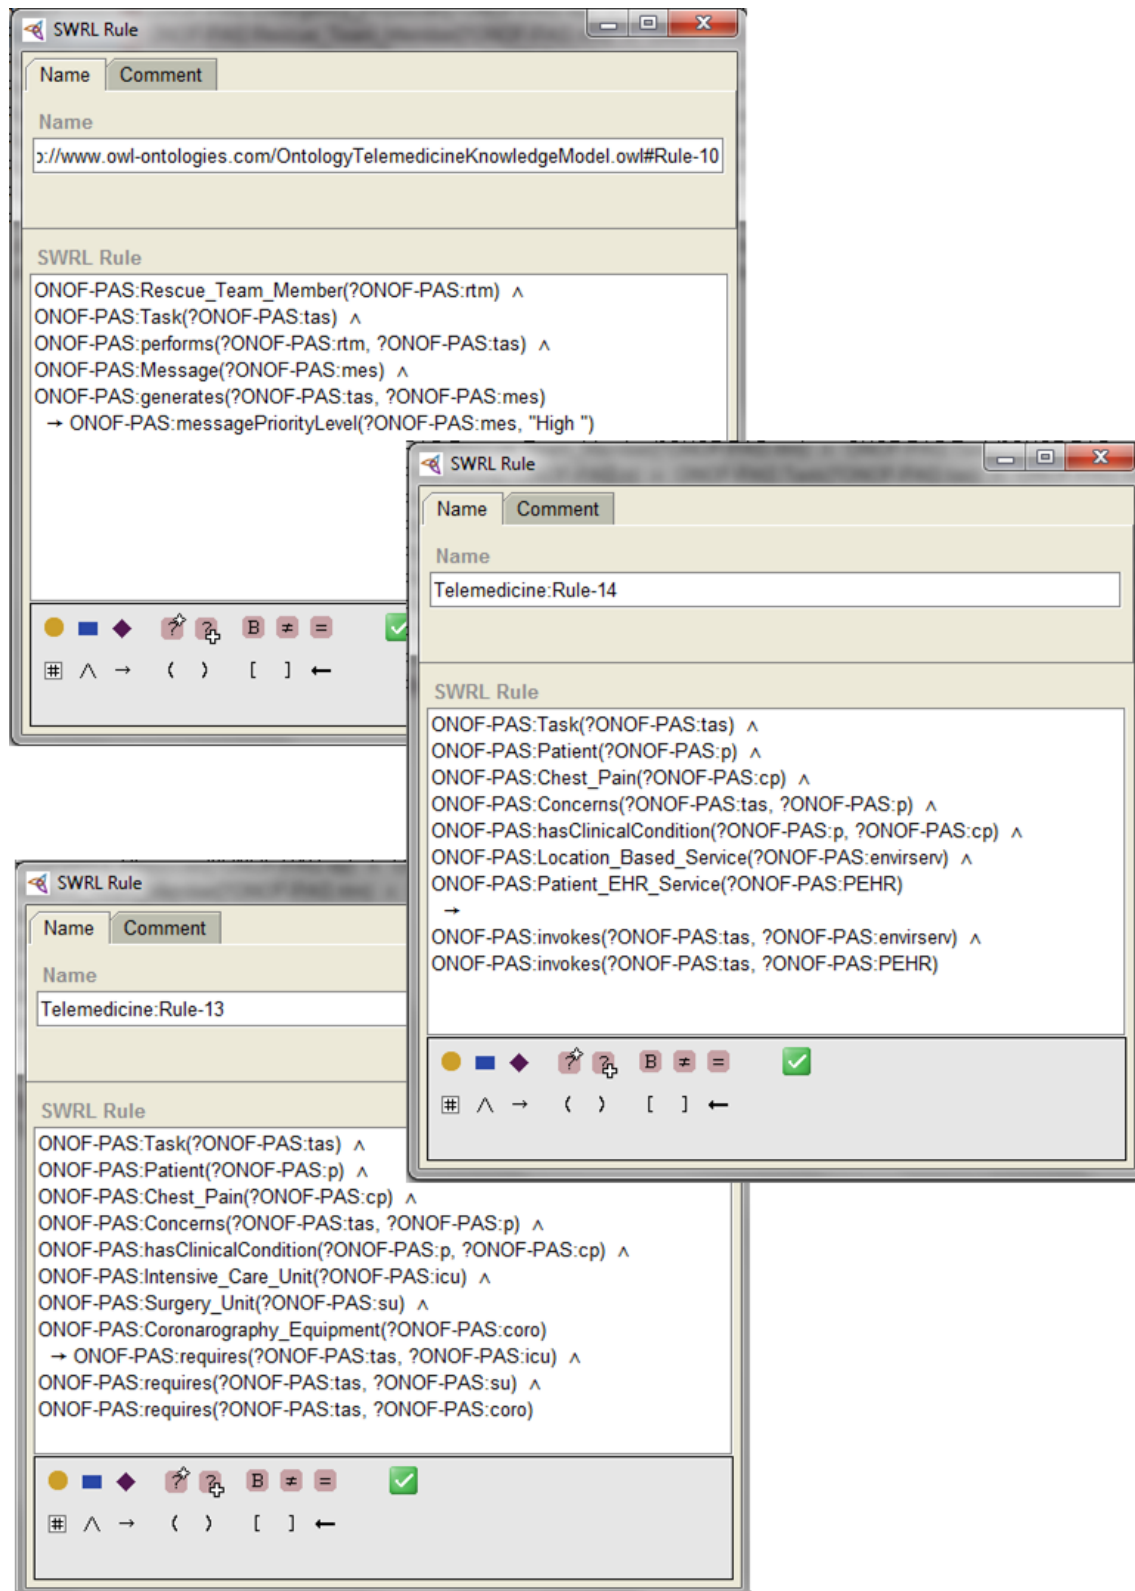 SWRL Rule
Name Comment
Name
://www.owl-ontologies.com/OntologyTelemedicineKnowledgeModel.owl#Rule-10
SWRL Rule
ONOF-PAS:Rescue_Team_Member(?ONOF-PAS:rtm) ∧
ONOF-PAS:Task(?ONOF-PAS:tas) ∧
ONOF-PAS:performs(?ONOF-PAS:rtm, ?ONOF-PAS:tas) ∧
ONOF-PAS:Message(?ONOF-PAS:mes) ∧
ONOF-PAS:generates(?ONOF-PAS:tas, ?ONOF-PAS:mes)
→ ONOF-PAS:messagePriorityLevel(?ONOF-PAS:mes, "High ")
? ? B ≠ =
# ∧ → ( ) [ ] ←
SWRL Rule
Name Comment
Name
Telemedicine:Rule-14
SWRL Rule
ONOF-PAS:Task(?ONOF-PAS:tas) ∧
ONOF-PAS:Patient(?ONOF-PAS:p) ∧
ONOF-PAS:Chest_Pain(?ONOF-PAS:cp) ∧
ONOF-PAS:Concerns(?ONOF-PAS:tas, ?ONOF-PAS:p) ∧
ONOF-PAS:hasClinicalCondition(?ONOF-PAS:p, ?ONOF-PAS:cp) ∧
ONOF-PAS:Location_Based_Service(?ONOF-PAS:envirserv) ∧
ONOF-PAS:Patient_EHR_Service(?ONOF-PAS:PEHR)
→
ONOF-PAS:invokes(?ONOF-PAS:tas, ?ONOF-PAS:envirserv) ∧
ONOF-PAS:invokes(?ONOF-PAS:tas, ?ONOF-PAS:PEHR)
? ? B ≠ =
# ∧ → ( ) [ ] ←
SWRL Rule
Name Comment
Name
Telemedicine:Rule-13
SWRL Rule
ONOF-PAS:Task(?ONOF-PAS:tas) ∧
ONOF-PAS:Patient(?ONOF-PAS:p) ∧
ONOF-PAS:Chest_Pain(?ONOF-PAS:cp) ∧
ONOF-PAS:Concerns(?ONOF-PAS:tas, ?ONOF-PAS:p) ∧
ONOF-PAS:hasClinicalCondition(?ONOF-PAS:p, ?ONOF-PAS:cp) ∧
ONOF-PAS:Intensive_Care_Unit(?ONOF-PAS:icu) ∧
ONOF-PAS:Surgery_Unit(?ONOF-PAS:su) ∧
ONOF-PAS:Coronarography_Equipment(?ONOF-PAS:coro)
→ ONOF-PAS:requires(?ONOF-PAS:tas, ?ONOF-PAS:icu) ∧
ONOF-PAS:requires(?ONOF-PAS:tas, ?ONOF-PAS:su) ∧
ONOF-PAS:requires(?ONOF-PAS:tas, ?ONOF-PAS:coro)
? ? B ≠ =
# ∧ → ( ) [ ] ←